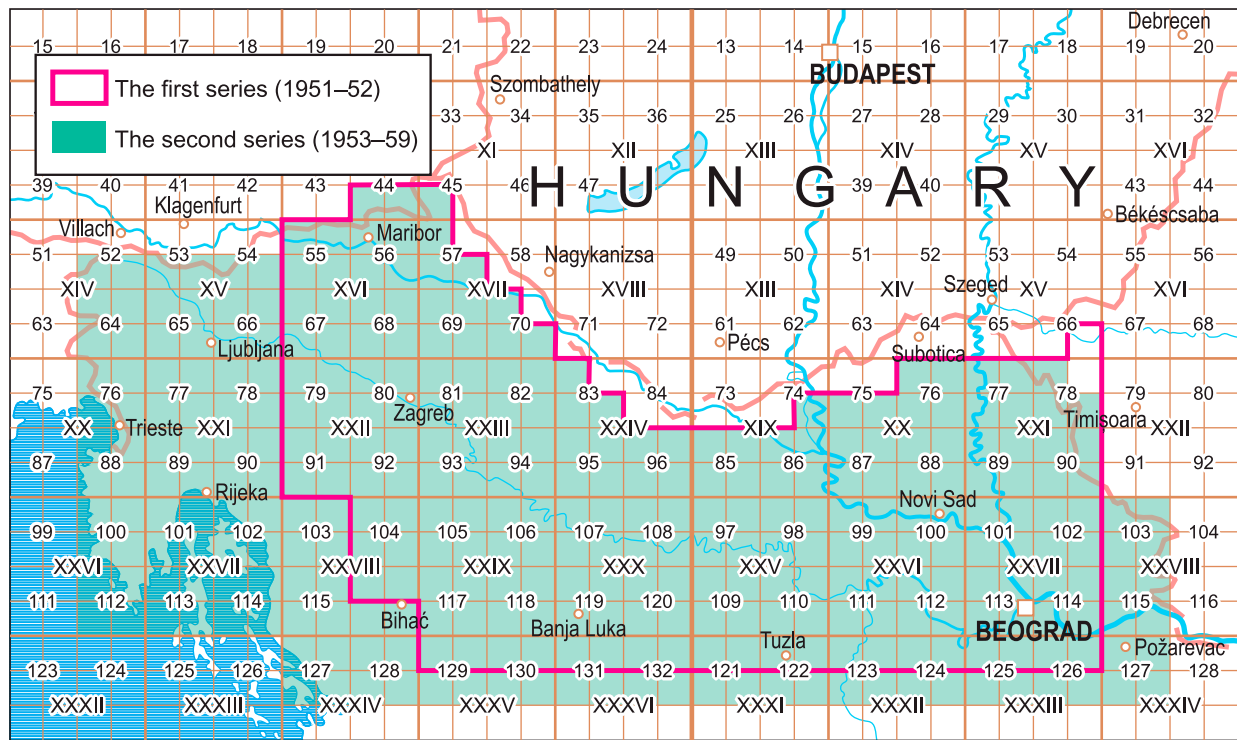 Debrecen
15 16 17 18 19 20 21 22 23 24 13 14 15 16 17 18 19 20
BUDAPEST
The first series (1951–52)
Szombathely
The second series (1953–59)
33 34 35 36 25 26 27 28 29 30 31 32
XI XII XIII XIV XV XVI
39 40 41 42 43 44 45 46 47 39 40 43 44
HUNGARY
Klagenfurt
Villach
Békéscsaba
Maribor
51 52 53 54 55 56 57 58 49 50 51 52 53 54 55 56
Nagykanizsa
XIV XV XVI XVII XVIII XIII XIV XV XVI
Szeged
63 64 65 66 67 68 69 70 71 72 61 62 63 64 65 66 67 68
Ljubljana
Pécs
Subotica
75 76 77 78 79 80 81 82 83 84 73 74 75 76 77 78 79 80
Zagreb
Timisoara
Trieste
XX XXI XXII XXIII XXIV XIX XX XXI XXII
87 88 89 90 91 92 93 94 95 96 85 86 87 88 89 90 91 92
Rijeka
Novi Sad
99 100 101 102 103 104 105 106 107 108 97 98 99 100 101 102 103 104
XXVI XXVII XXVIII XXIX XXX XXV XXVI XXVII XXVIII
111 112 113 114 115 117 118 119 120 109 110 111 112 113 114 115 116
Bihać
Banja Luka
BEOGRAD
Tuzla
Požarevac
123 124 125 126 127 128 129 130 131 132 121 122 123 124 125 126 127 128
XXXII XXXIII XXXIV XXXV XXXVI XXXI XXXII XXXIII XXXIV